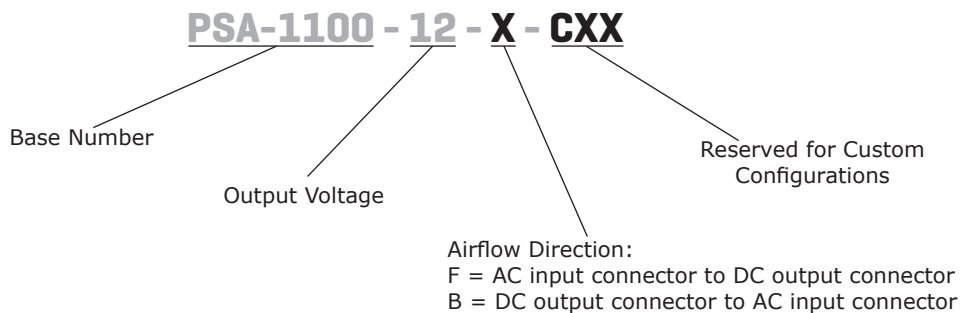 PSA-1100 - 12 - X - CXX
Base Number
Reserved for Custom
Configurations
Output Voltage
Airflow Direction:
F = AC input connector to DC output connector
B = DC output connector to AC input connector